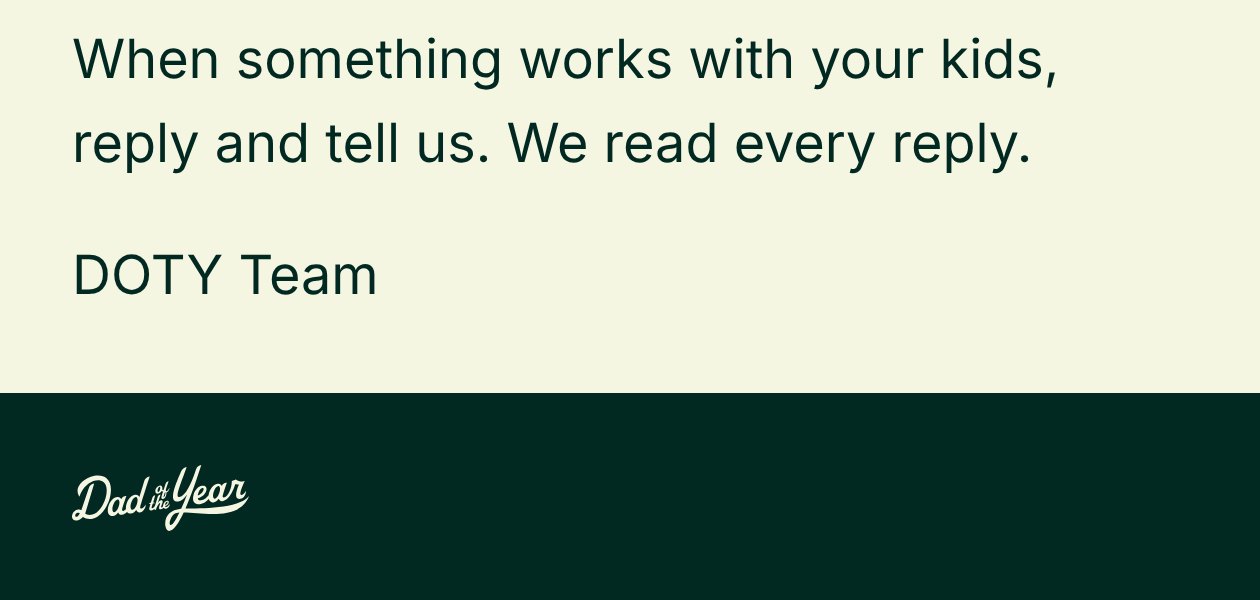 When something works with your kids,
reply and tell us. We read every reply.
DOTY Team
Dad of the Year